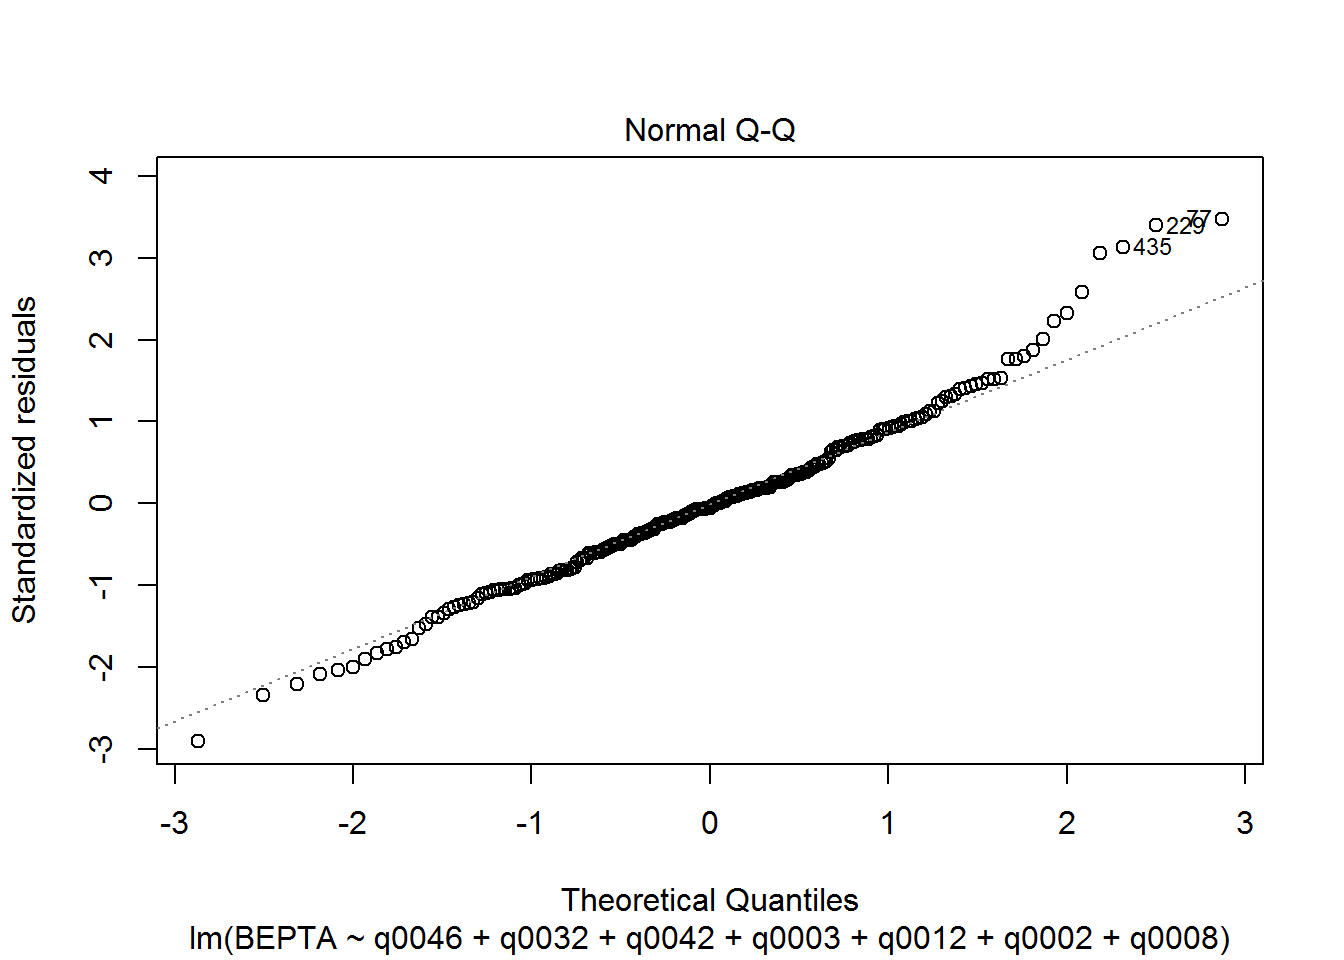 Normal Q-Q
Standardized residuals
4
3
2
1
0
-1
-2
-3
77
229
435
-3 -2 -1 0 1 2 3
Theoretical Quantiles
lm(BEPTA ~ q0046 + q0032 + q0042 + q0003 + q0012 + q0002 + q0008)